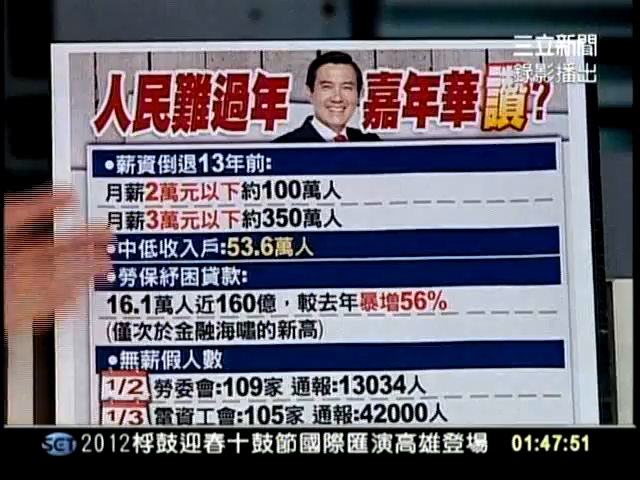 三立新聞
錄影播出
人民難過年 嘉年華讚?
●薪資倒退13年前:
月薪2萬元以下約100萬人
月薪3萬元以下約350萬人
●中低收入戶:53.6萬人
●勞保紓困貸款:
16.1萬人近160億，較去年暴增56%
(僅次於金融海嘯的新高)
●無薪假人數
1/2 勞委會:109家 通報:13034人
1/3 電資工會:105家 通報:42000人
SET 2012桴鼓迎春十鼓節國際匯演高雄登場 01:47:51